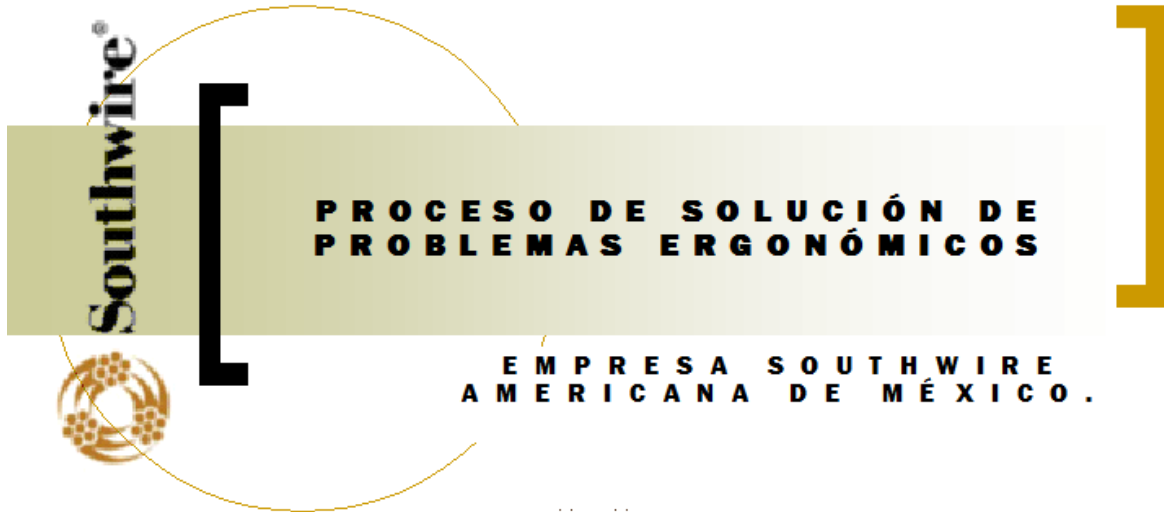 Southwire®
PROCESO DE SOLUCIÓN DE
PROBLEMAS ERGONÓMICOS
EMPRESA SOUTHWIRE
AMERICANA DE MÉXICO.